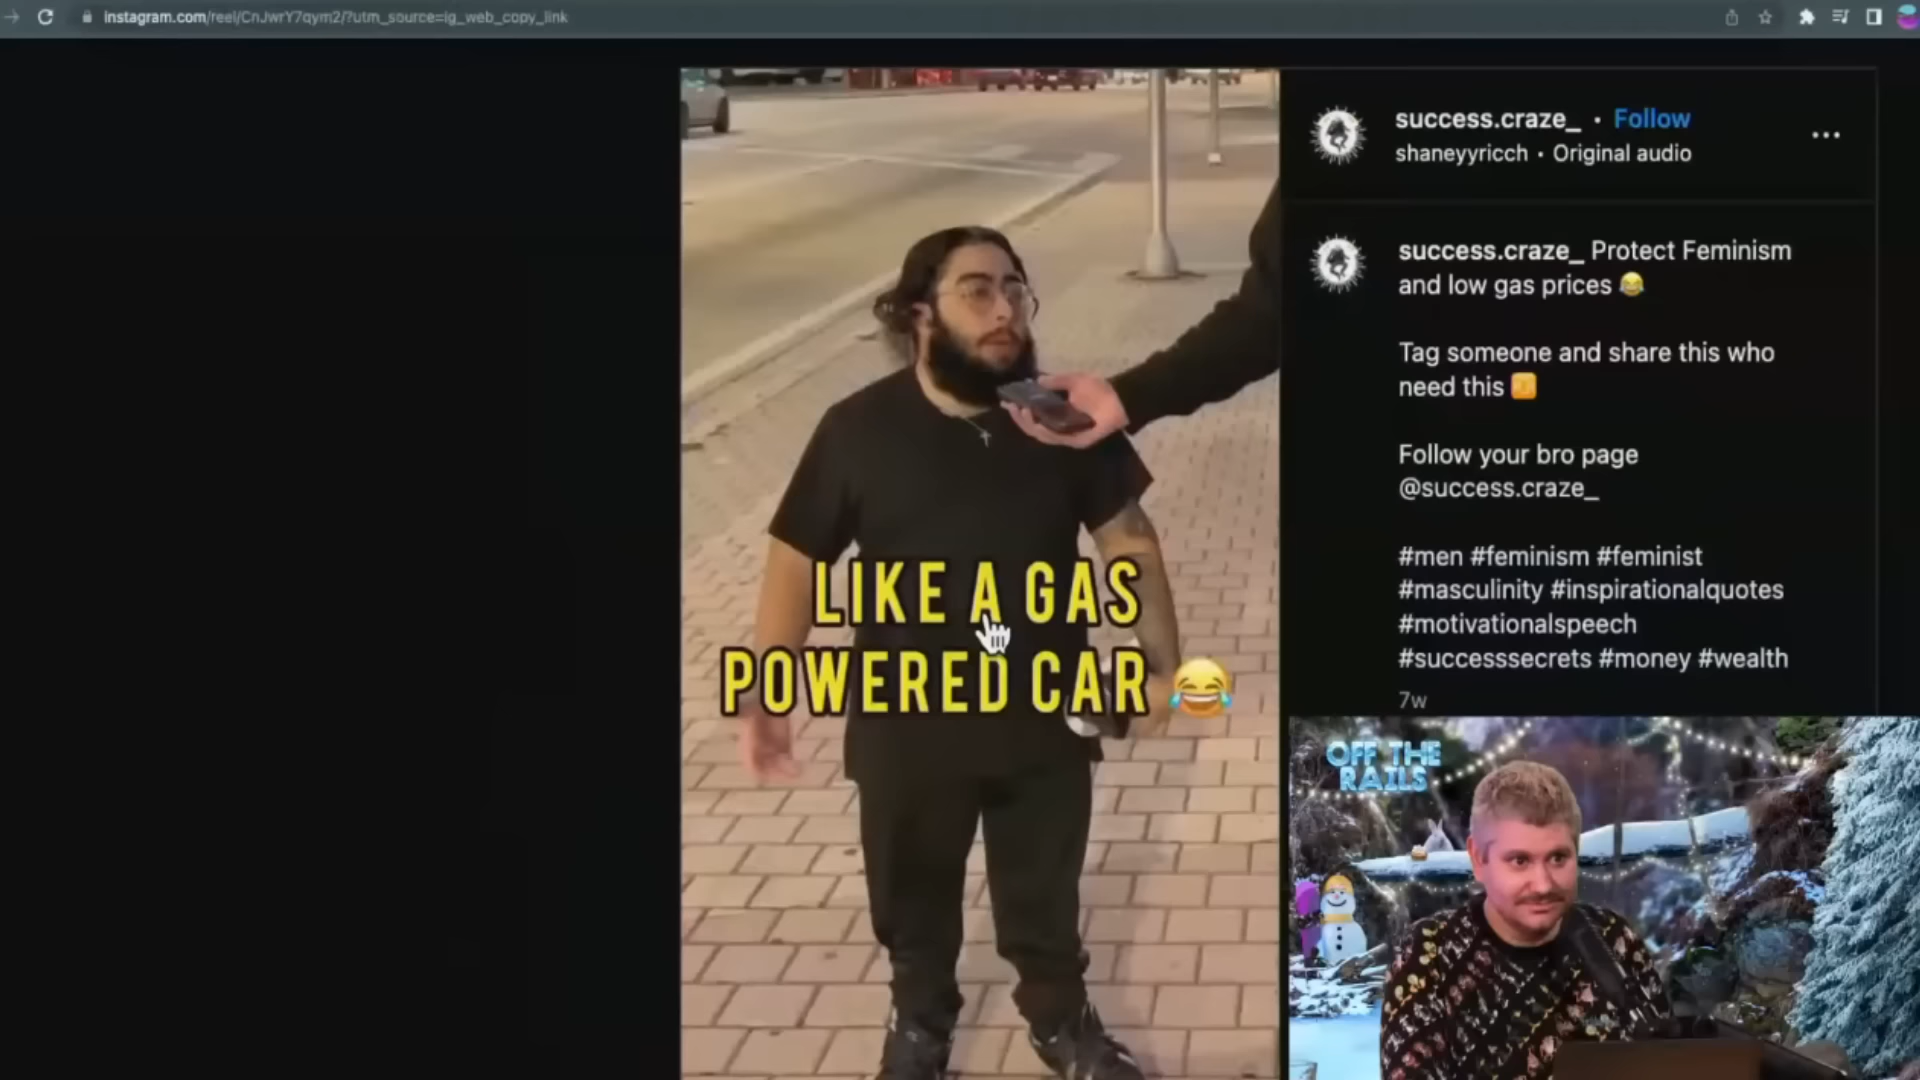 instagram.com/reel/CnJwrY7qym2/?utm_source=ig_web_copy_link
success.craze_ • Follow
shaneyyricch • Original audio
success.craze_ Protect Feminism
and low gas prices 😂
Tag someone and share this who
need this
Follow your bro page
@success.craze_
#men #feminism #feminist
#masculinity #inspirationalquotes
#motivationalspeech
#successsecrets #money #wealth
7w
LIKE A GAS
POWERED CAR 😂
OFF THE
RAILS